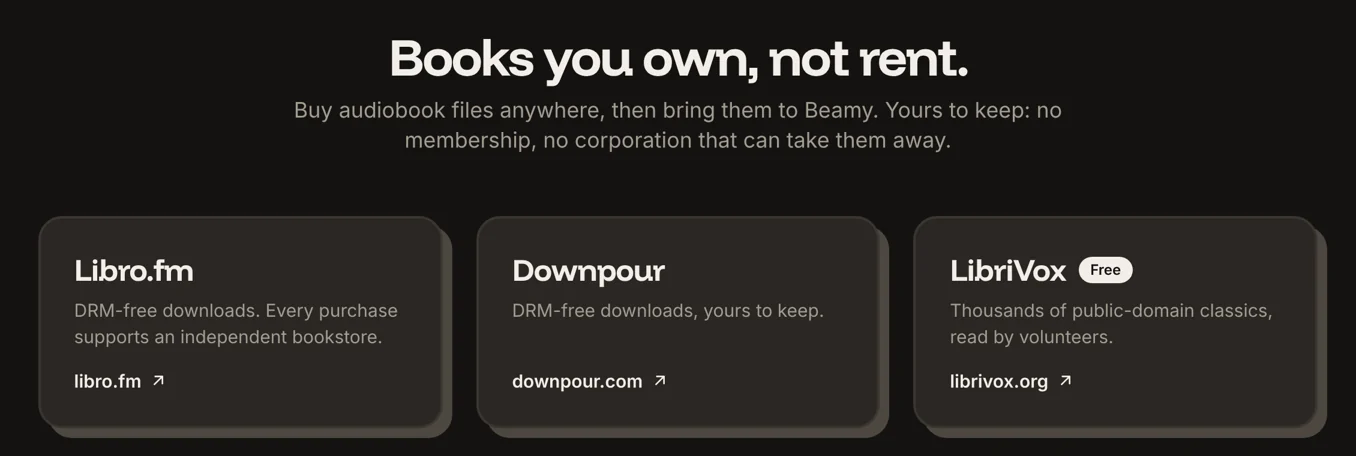 Books you own, not rent.
Buy audiobook files anywhere, then bring them to Beamy. Yours to keep: no
membership, no corporation that can take them away.
Libro.fm
DRM-free downloads. Every purchase
supports an independent bookstore.
libro.fm ↗
Downpour
DRM-free downloads, yours to keep.
downpour.com ↗
LibriVox Free
Thousands of public-domain classics,
read by volunteers.
librivox.org ↗